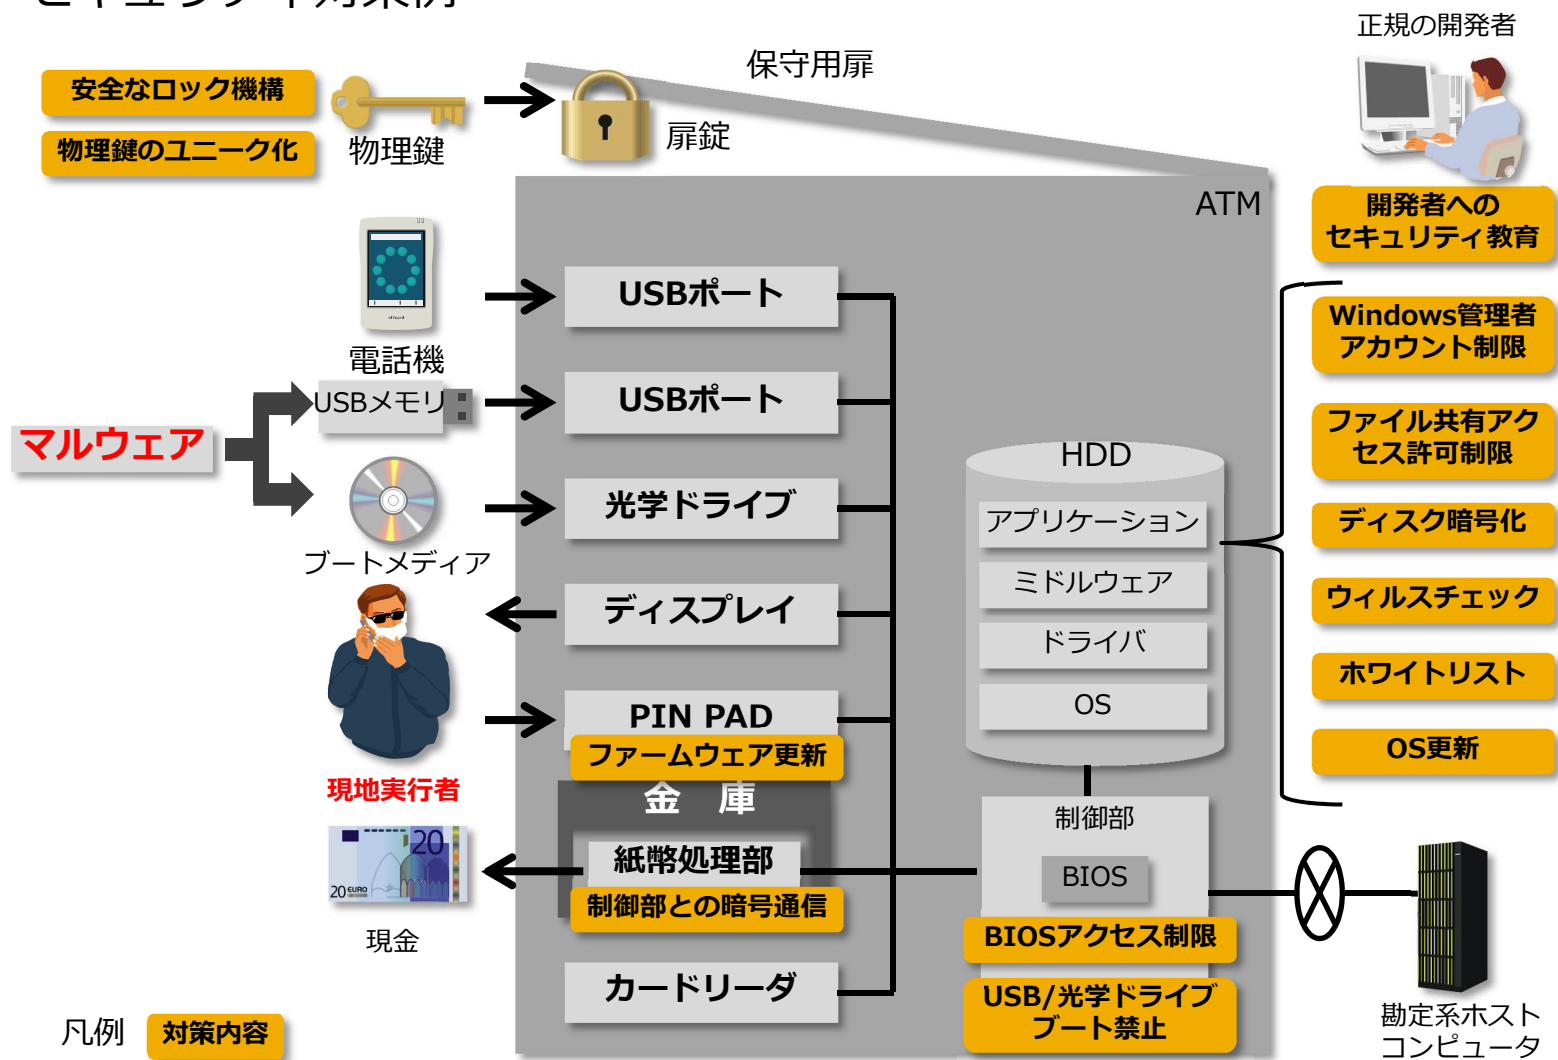 セキュリティ対策例
正規の開発者
保守用扉
安全なロック機構
物理鍵のユニーク化
物理鍵
扉錠
ATM
開発者への
セキュリティ教育
USBポート
電話機
Windows管理者
アカウント制限
USBメモリ
USBポート
マルウェア
ファイル共有アク
セス許可制限
HDD
光学ドライブ
アプリケーション
ディスク暗号化
ブートメディア
ミドルウェア
ディスプレイ
ウィルスチェック
ドライバ
ホワイトリスト
PIN PAD
OS
ファームウェア更新
OS更新
現地実行者
金 庫
制御部
20
紙幣処理部
BIOS
20 EURO
制御部との暗号通信
BIOSアクセス制限
現金
カードリーダ
USB/光学ドライブ
ブート禁止
勘定系ホスト
コンピュータ
凡例
対策内容